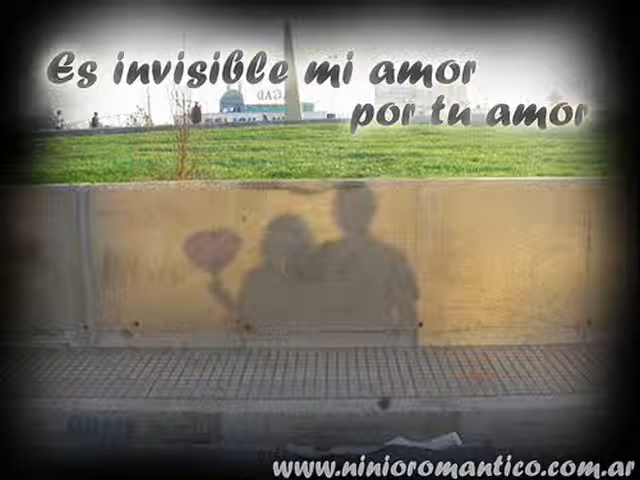 Es invisible mi amor
por tu amor
www.ninioromantico.com.ar